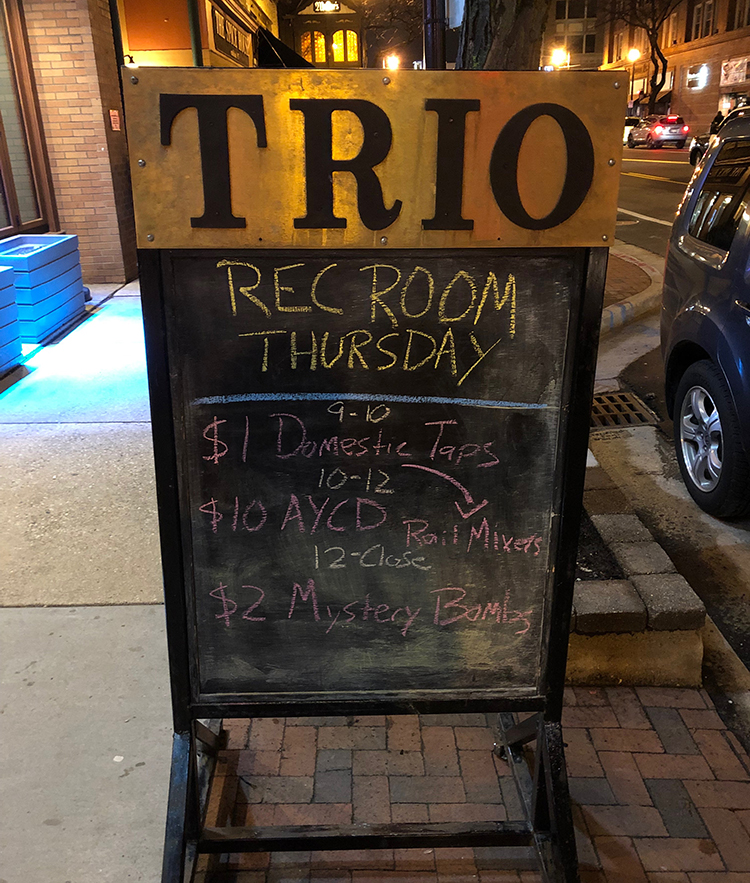 TRIO
REC ROOM
THURSDAY
9-10
$1 Domestic Taps
10-12
$10 AYCD Rail Mixers
12-Close
$2 Mystery Bombs